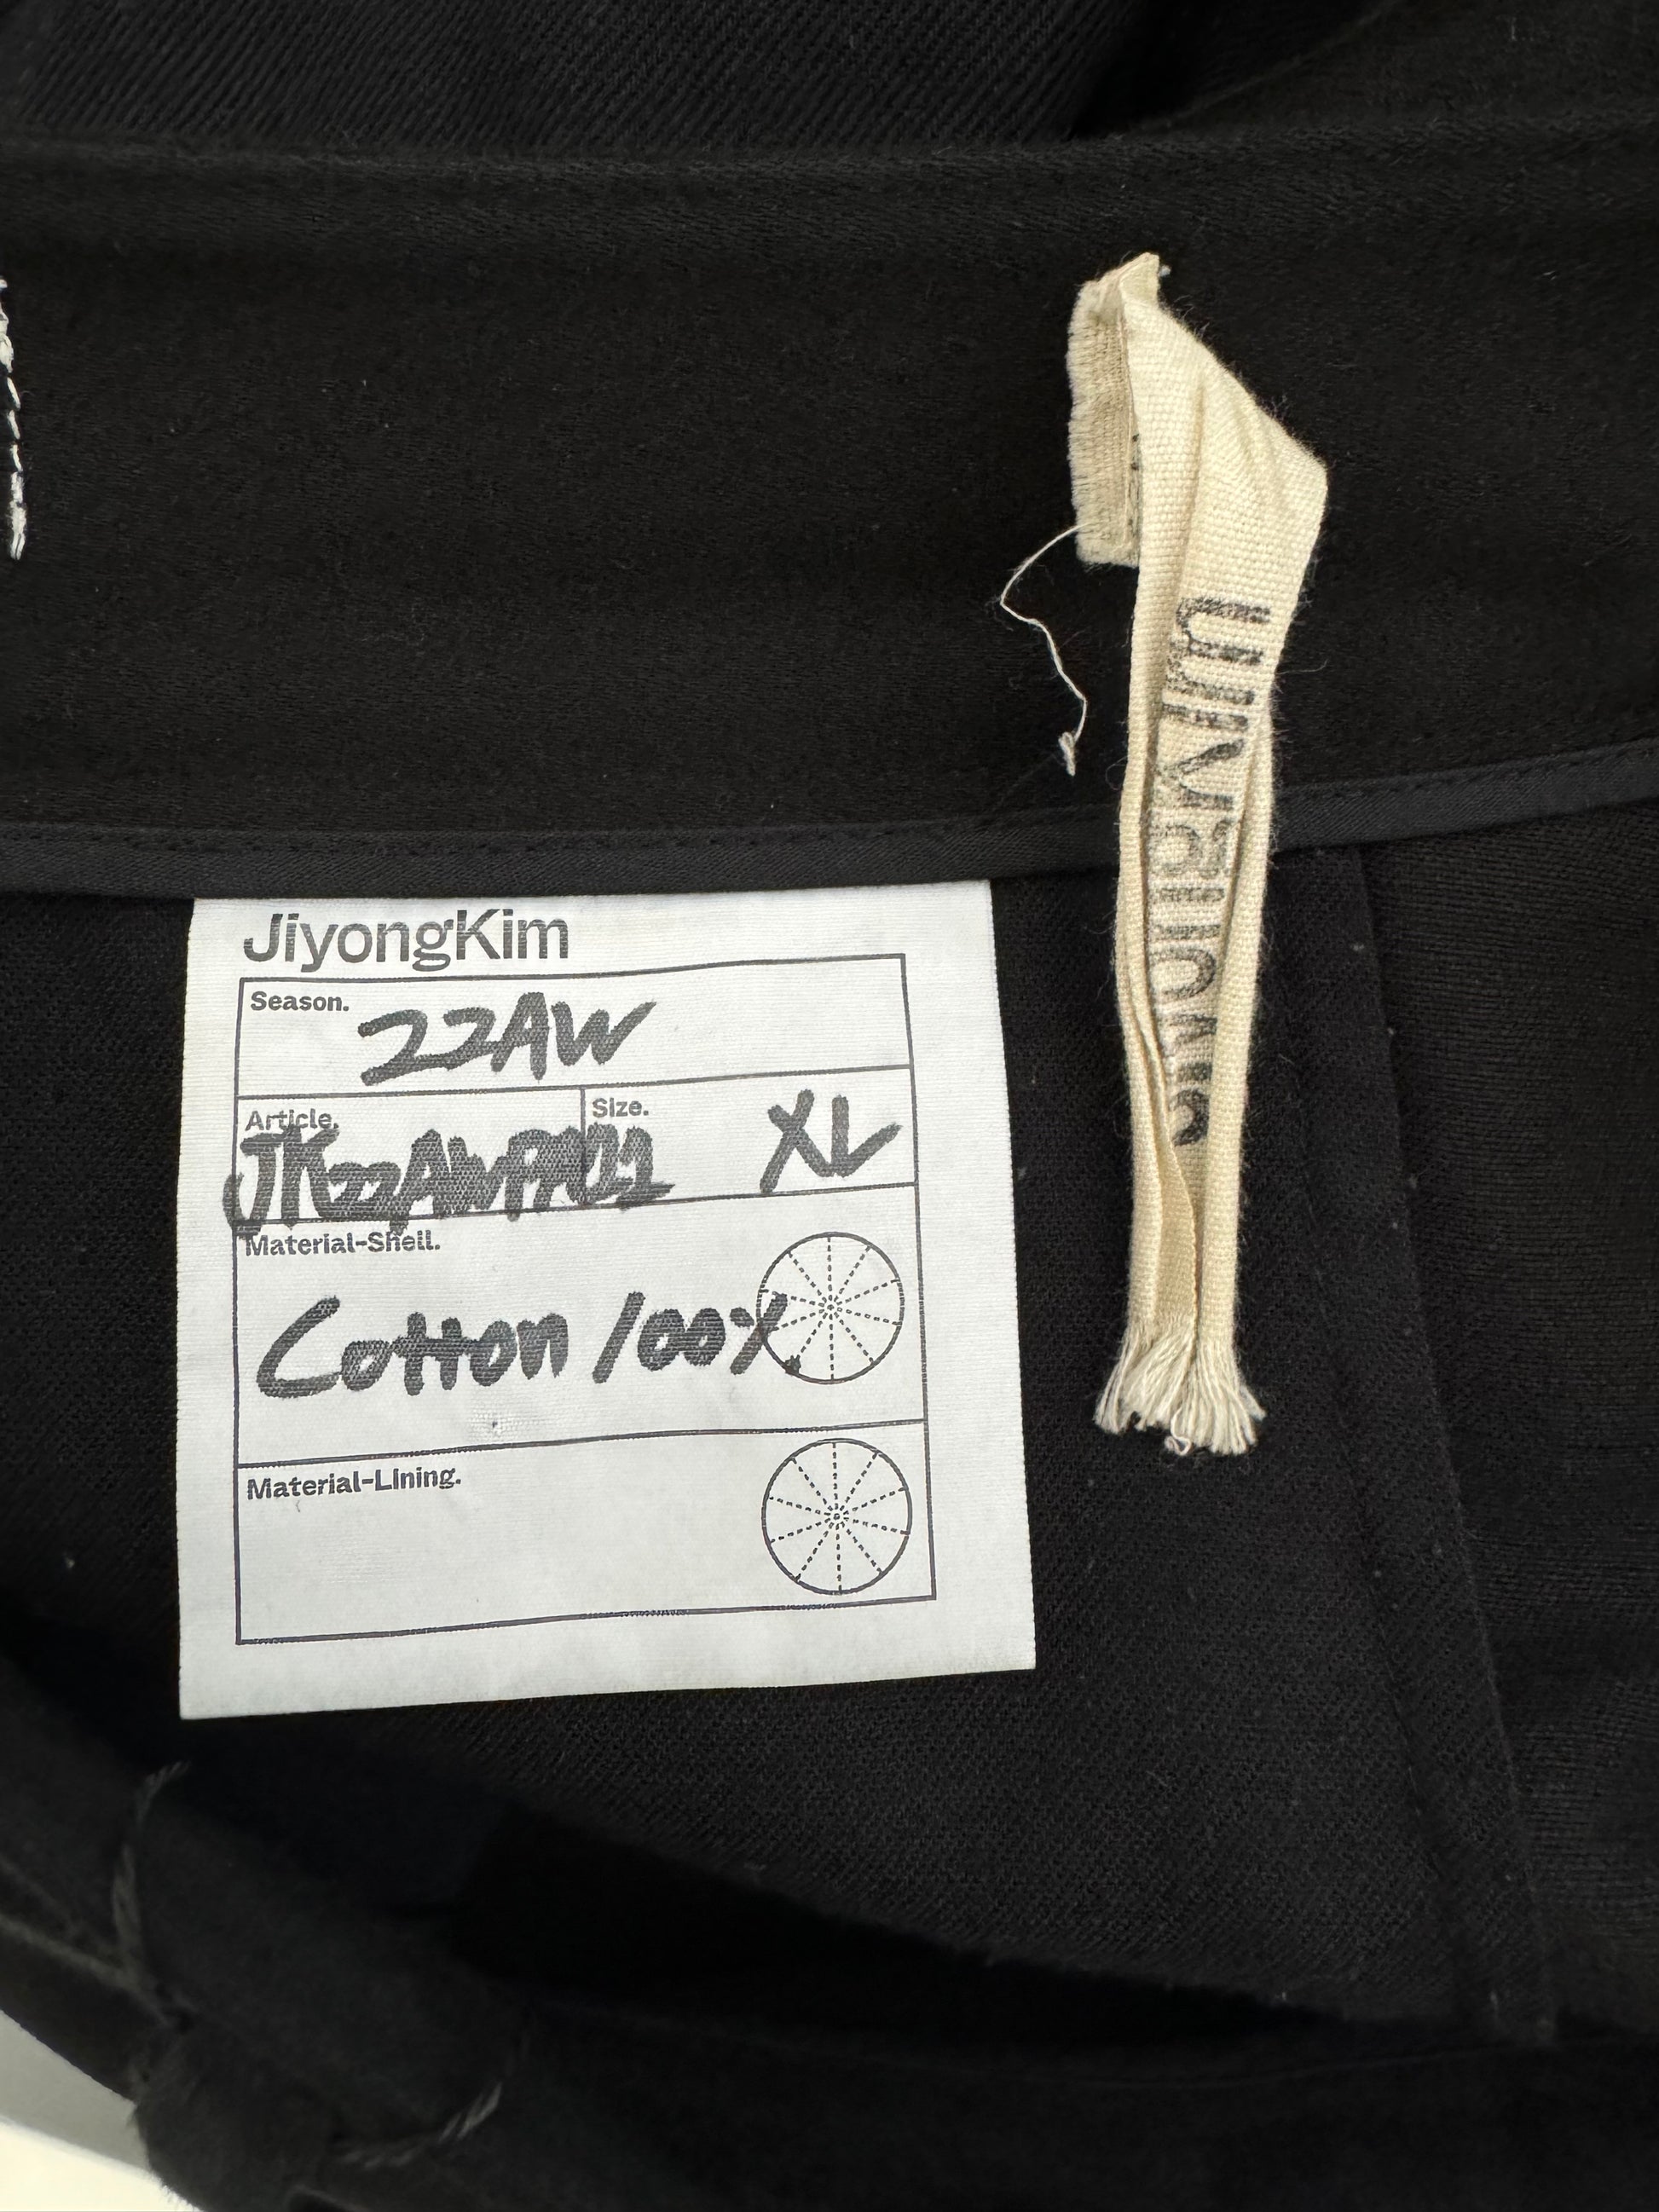 JiyongKim
Season.
22AW
Article.
Size.
XL
Material-Shell.
Cotton 100%
Material-Lining.